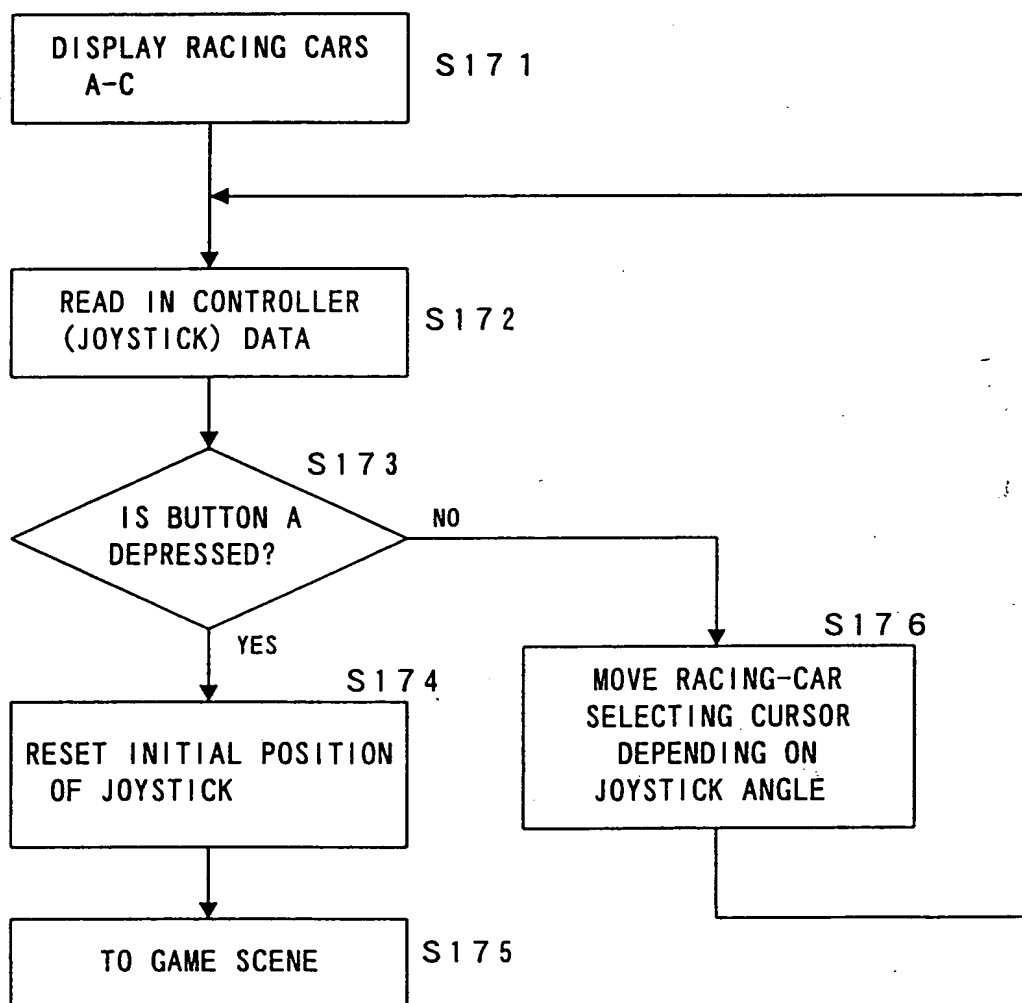 DISPLAY RACING CARS
A-C
S171
READ IN CONTROLLER
(JOYSTICK) DATA
S172
S173
IS BUTTON A
DEPRESSED?
NO
YES
S174
RESET INITIAL POSITION
OF JOYSTICK
S176
MOVE RACING-CAR
SELECTING CURSOR
DEPENDING ON
JOYSTICK ANGLE
TO GAME SCENE
S175